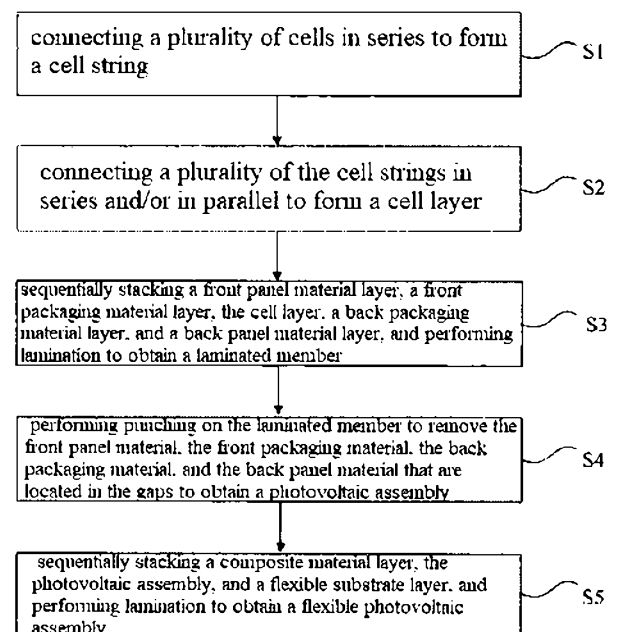 connecting a plurality of cells in series to form
a cell string
S1
connecting a plurality of the cell strings in
series and/or in parallel to form a cell layer
S2
sequentially stacking a front panel material layer, a front
packaging material layer, the cell layer, a back packaging
material layer, and a back panel material layer, and performing
lamination to obtain a laminated member
S3
performing punching on the laminated member to remove the
front panel material, the front packaging material, the back
packaging material, and the back panel material that are
located in the gaps to obtain a photovoltaic assembly
S4
sequentially stacking a composite material layer, the
photovoltaic assembly, and a flexible substrate layer, and
performing lamination to obtain a flexible photovoltaic
assembly
S5